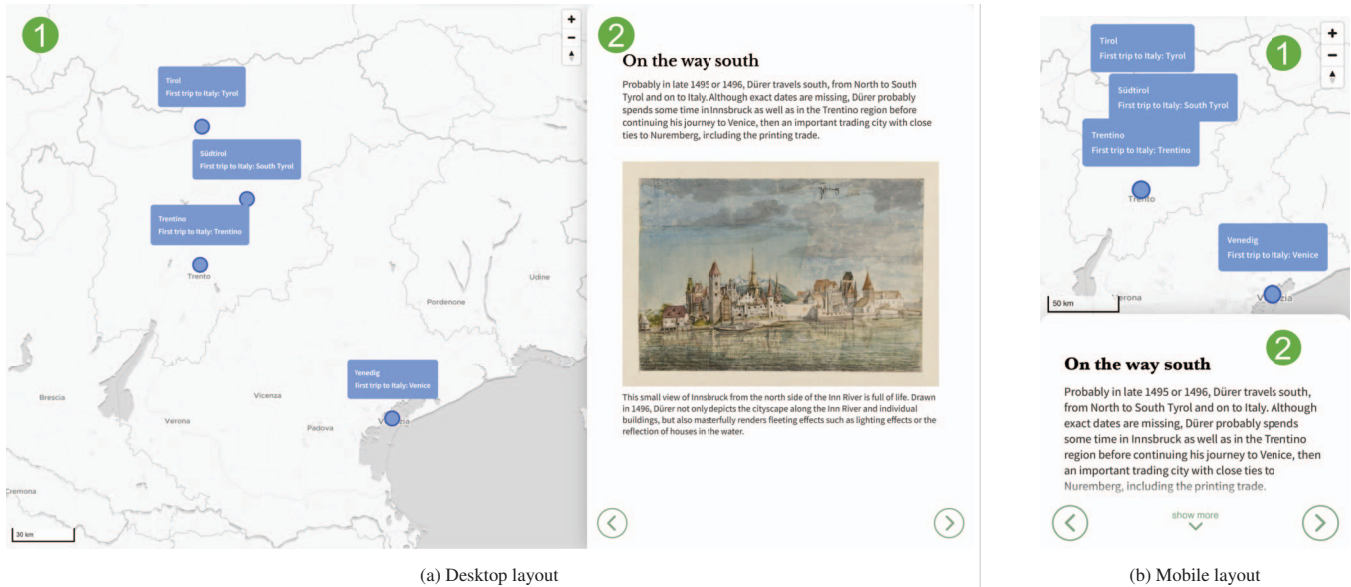 1
+
−
Tirol
First trip to Italy: Tyrol
Südtirol
First trip to Italy: South Tyrol
Trentino
First trip to Italy: Trentino
Trento
Udine
Pordenone
Yenedig
First trip to Italy: Venice
Brescia
Vicenza
Verona
Padova
Cremona
30 km
2
On the way south
Probably in late 1495 or 1496, Dürer travels south, from North to South
Tyrol and on to Italy. Although exact dates are missing, Dürer probably
spends some time in Innsbruck as well as in the Trentino region before
continuing his journey to Venice, then an important trading city with close
ties to Nuremberg, including the printing trade.
This small view of Innsbruck from the north side of the Inn River is full of life. Drawn
in 1496, Dürer not only depicts the cityscape along the Inn River and individual
buildings, but also masterfully renders fleeting effects such as lighting effects or the
reflection of houses in the water.
(a) Desktop layout
1
+
−
Tirol
First trip to Italy: Tyrol
Südtirol
First trip to Italy: South Tyrol
Trentino
First trip to Italy: Trentino
Trento
Venedig
First trip to Italy: Venice
Verona
50 km
2
On the way south
Probably in late 1495 or 1496, Dürer travels south,
from North to South Tyrol and on to Italy. Although
exact dates are missing, Dürer probably spends
some time in Innsbruck as well as in the Trentino
region before continuing his journey to Venice, then
an important trading city with close ties to
Nuremberg, including the printing trade.
show more
(b) Mobile layout